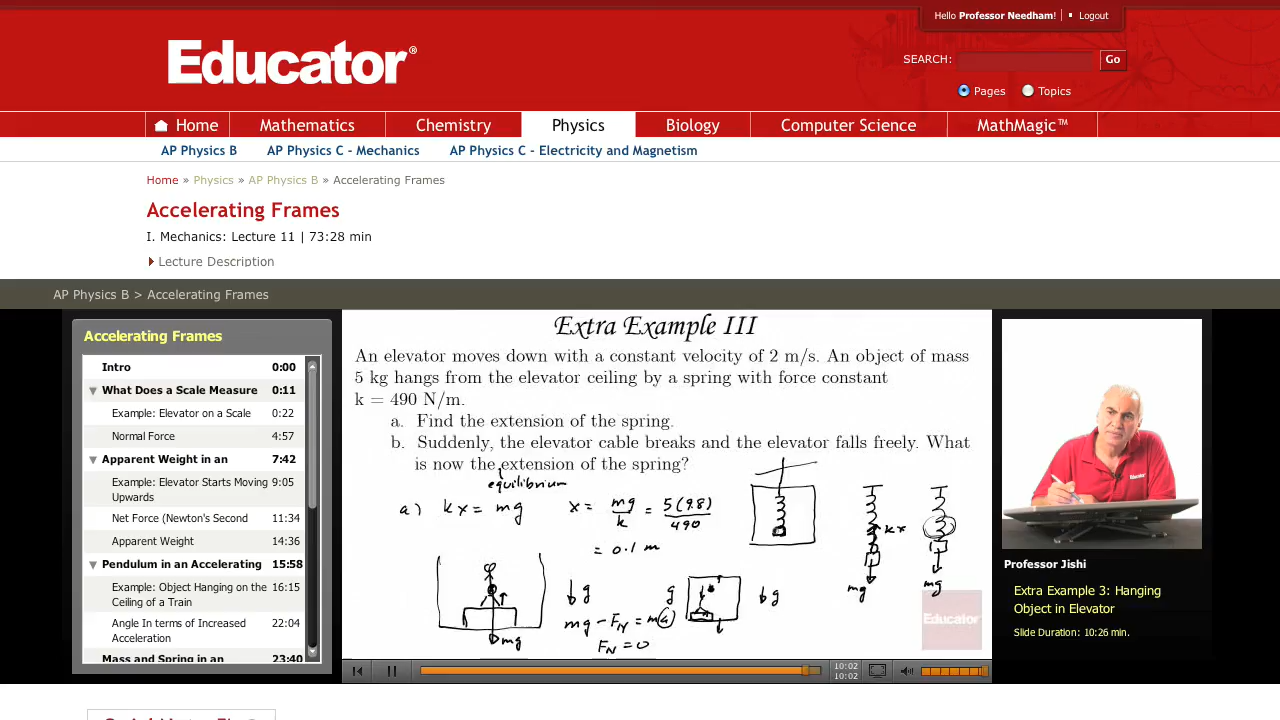 Hello Professor Needham! Logout
Educator®
SEARCH: Go
Pages Topics
Home Mathematics Chemistry Physics Biology Computer Science MathMagic™
AP Physics B AP Physics C - Mechanics AP Physics C - Electricity and Magnetism
Home » Physics » AP Physics B » Accelerating Frames
Accelerating Frames
I. Mechanics: Lecture 11 | 73:28 min
Lecture Description
AP Physics B > Accelerating Frames
Accelerating Frames
Intro 0:00
What Does a Scale Measure 0:11
Example: Elevator on a Scale 0:22
Normal Force 4:57
Apparent Weight in an 7:42
Example: Elevator Starts Moving 9:05
Upwards
Net Force (Newton's Second 11:34
Apparent Weight 14:36
Pendulum in an Accelerating 15:58
Example: Object Hanging on the 16:15
Ceiling of a Train
Angle In terms of Increased 22:04
Acceleration
Mass and Spring in an 23:40
Extra Example III
An elevator moves down with a constant velocity of 2 m/s. An object of mass
5 kg hangs from the elevator ceiling by a spring with force constant
k = 490 N/m.
a. Find the extension of the spring.
b. Suddenly, the elevator cable breaks and the elevator falls freely. What
is now the extension of the spring?
equilibrium
a) kx = mg x = mg/k = 5(9.8)/490
= 0.1 m
kx
mg
mg
g
g
g
mg - FN = ma
FN = 0
mg
Educator
10:02
10:02
Educator
Professor Jishi
Extra Example 3: Hanging
Object in Elevator
Slide Duration: 10:26 min.